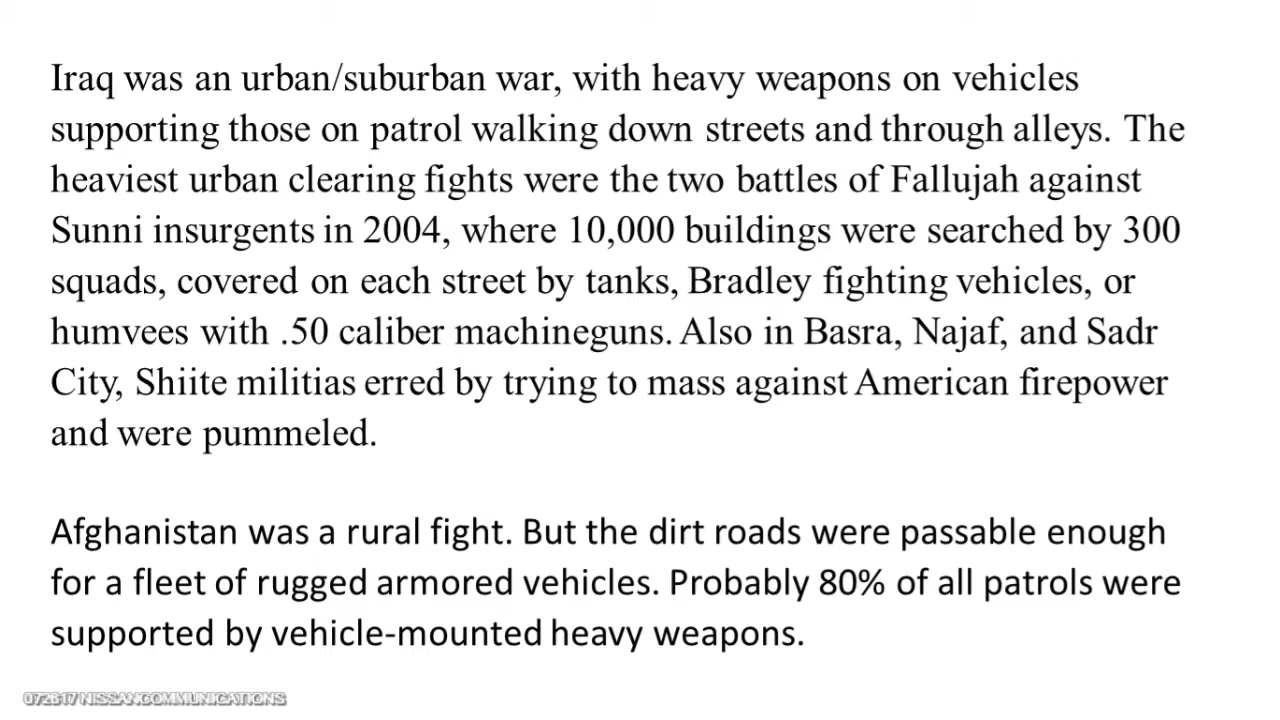 Iraq was an urban/suburban war, with heavy weapons on vehicles
supporting those on patrol walking down streets and through alleys. The
heaviest urban clearing fights were the two battles of Fallujah against
Sunni insurgents in 2004, where 10,000 buildings were searched by 300
squads, covered on each street by tanks, Bradley fighting vehicles, or
humvees with .50 caliber machineguns. Also in Basra, Najaf, and Sadr
City, Shiite militias erred by trying to mass against American firepower
and were pummeled.
Afghanistan was a rural fight. But the dirt roads were passable enough
for a fleet of rugged armored vehicles. Probably 80% of all patrols were
supported by vehicle-mounted heavy weapons.
072617 NISSANCOMMUNICATIONS